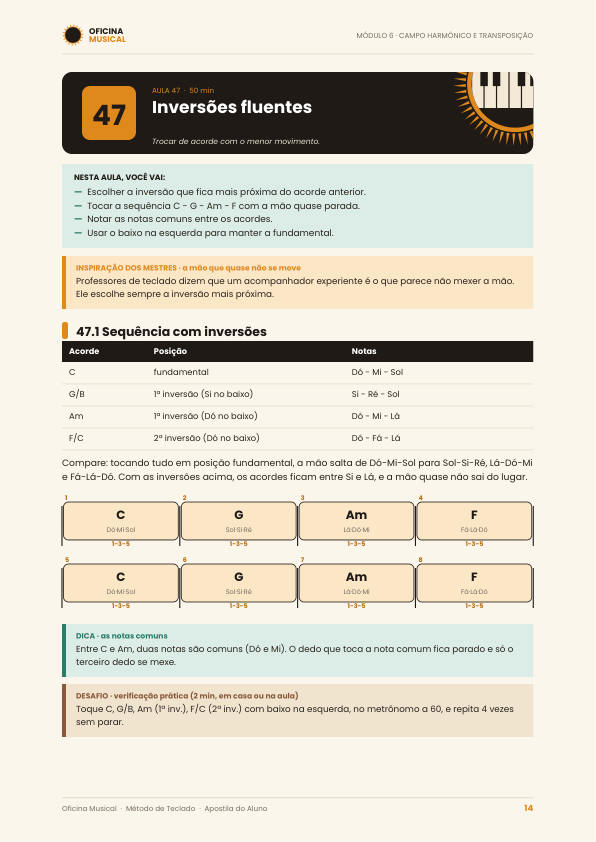 OFICINA
MUSICAL
MÓDULO 6 · CAMPO HARMÔNICO E TRANSPOSIÇÃO
47
AULA 47 · 50 min
Inversões fluentes
Trocar de acorde com o menor movimento.
NESTA AULA, VOCÊ VAI:
— Escolher a inversão que fica mais próxima do acorde anterior.
— Tocar a sequência C - G - Am - F com a mão quase parada.
— Notar as notas comuns entre os acordes.
— Usar o baixo na esquerda para manter a fundamental.
INSPIRAÇÃO DOS MESTRES · a mão que quase não se move
Professores de teclado dizem que um acompanhador experiente é o que parece não mexer a mão.
Ele escolhe sempre a inversão mais próxima.
47.1 Sequência com inversões
Acorde Posição Notas
C fundamental Dó - Mi - Sol
G/B 1ª inversão (Si no baixo) Si - Ré - Sol
Am 1ª inversão (Dó no baixo) Dó - Mi - Lá
F/C 2ª inversão (Dó no baixo) Dó - Fá - Lá
Compare: tocando tudo em posição fundamental, a mão salta de Dó-Mi-Sol para Sol-Si-Ré, Lá-Dó-Mi
e Fá-Lá-Dó. Com as inversões acima, os acordes ficam entre Si e Lá, e a mão quase não sai do lugar.
1 2 3 4
C G Am F
Dó·Mi·Sol Sol·Si·Ré Lá·Dó·Mi Fá·Lá·Dó
1-3-5 1-3-5 1-3-5 1-3-5
5 6 7 8
C G Am F
Dó·Mi·Sol Sol·Si·Ré Lá·Dó·Mi Fá·Lá·Dó
1-3-5 1-3-5 1-3-5 1-3-5
DICA · as notas comuns
Entre C e Am, duas notas são comuns (Dó e Mi). O dedo que toca a nota comum fica parado e só o
terceiro dedo se mexe.
DESAFIO · verificação prática (2 min, em casa ou na aula)
Toque C, G/B, Am (1ª inv.), F/C (2ª inv.) com baixo na esquerda, no metrônomo a 60, e repita 4 vezes
sem parar.
Oficina Musical · Método de Teclado · Apostila do Aluno
14